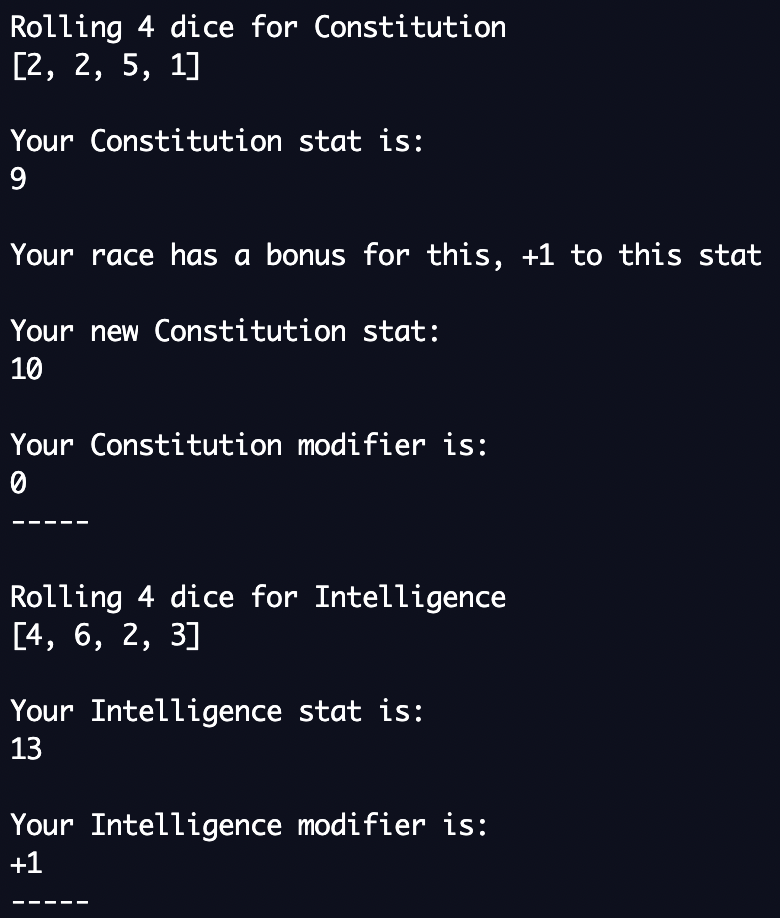 Rolling 4 dice for Constitution
[2, 2, 5, 1]
Your Constitution stat is:
9
Your race has a bonus for this, +1 to this stat
Your new Constitution stat:
10
Your Constitution modifier is:
0
-----
Rolling 4 dice for Intelligence
[4, 6, 2, 3]
Your Intelligence stat is:
13
Your Intelligence modifier is:
+1
-----